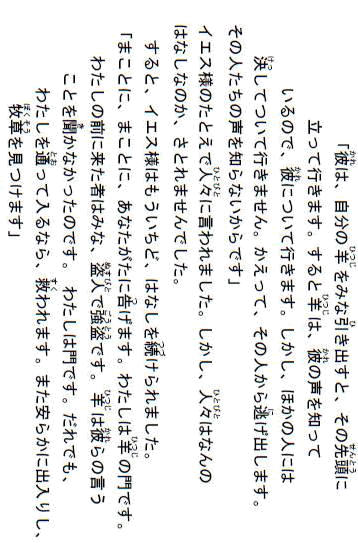 「彼は、自分の羊をみな引き出すと、その先頭に
立って行きます。すると羊は、彼の声を知って
いるので、彼について行きます。しかし、ほかの人には
決してついて行きません。かえって、その人から逃げ出します。
その人たちの声を知らないからです」
イエス様のたとえで人々に言われました。しかし、人々はなんの
はなしなのか、さとれませんでした。
すると、イエス様はもういちど、はなしを続けられました。
「まことに、まことに、あなたがたに告げます。わたしは羊の門です。
わたしの前に来た者はみな、盗人で強盗です。羊は彼らの言う
ことを聞かなかったのです。わたしは門です。だれでも、
わたしを通って入るなら、救われます。また安らかに出入りし、
牧草を見つけます」